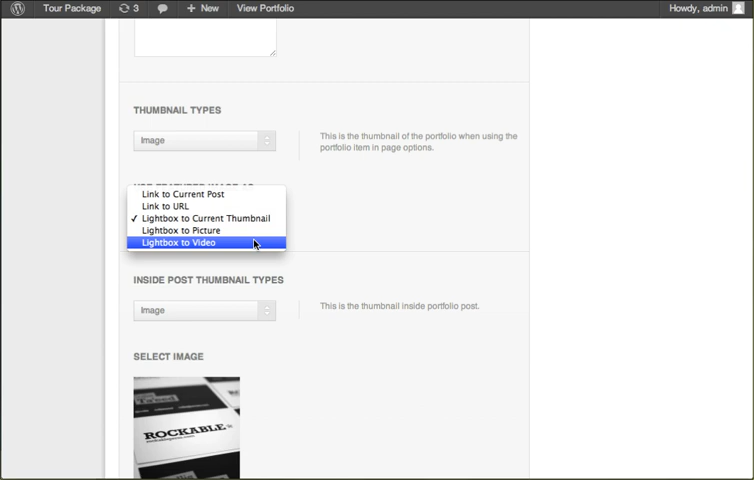 Tour Package
3
New
View Portfolio
Howdy, admin
THUMBNAIL TYPES
Image
This is the thumbnail of the portfolio when using the
portfolio item in page options.
Link to Current Post
Link to URL
✓ Lightbox to Current Thumbnail
Lightbox to Picture
Lightbox to Video
INSIDE POST THUMBNAIL TYPES
Image
This is the thumbnail inside portfolio post.
SELECT IMAGE
ROCKABLE